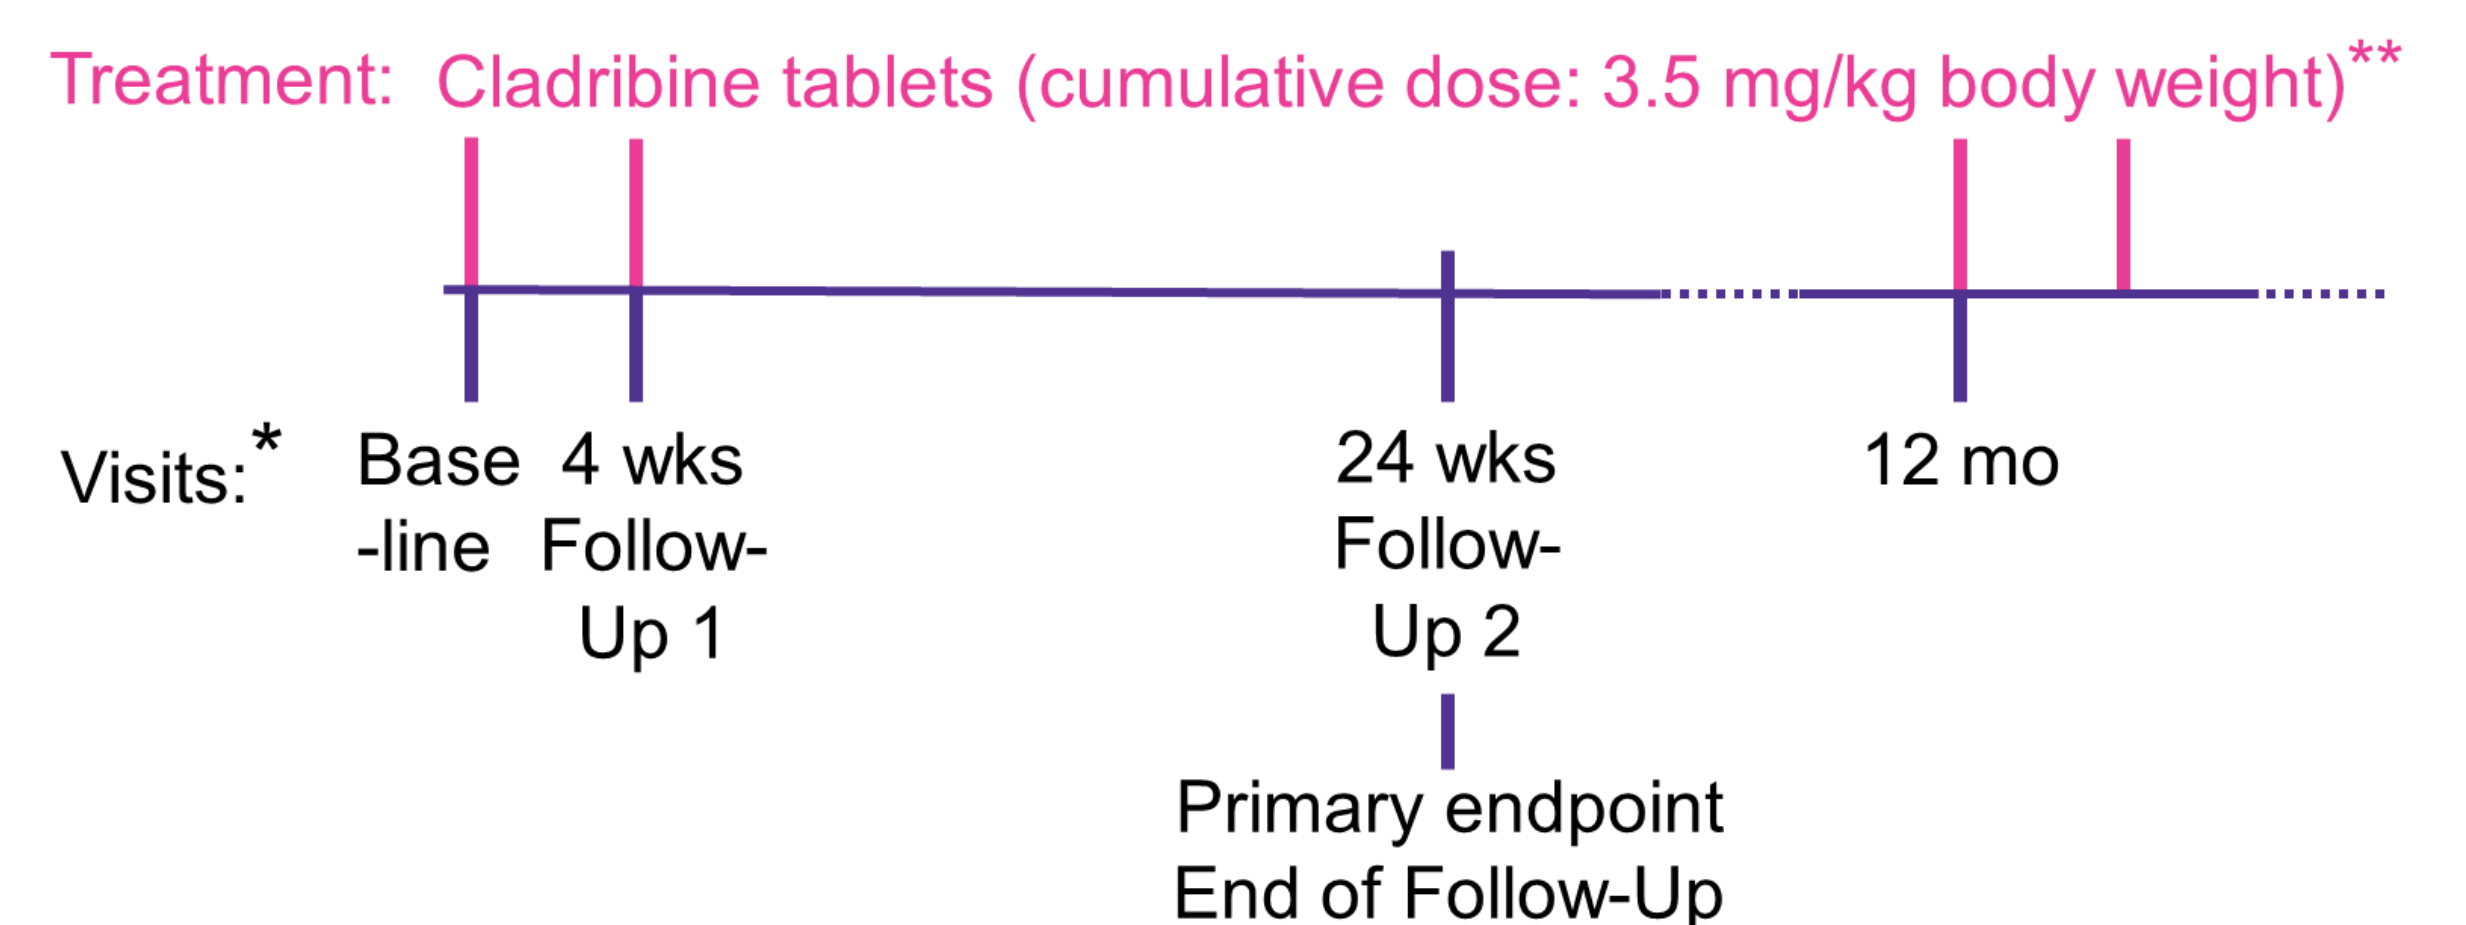 Treatment: Cladribine tablets (cumulative dose: 3.5 mg/kg body weight)**
Visits:*
Base
-line
4 wks
Follow-
Up 1
24 wks
Follow-
Up 2
12 mo
Primary endpoint
End of Follow-Up